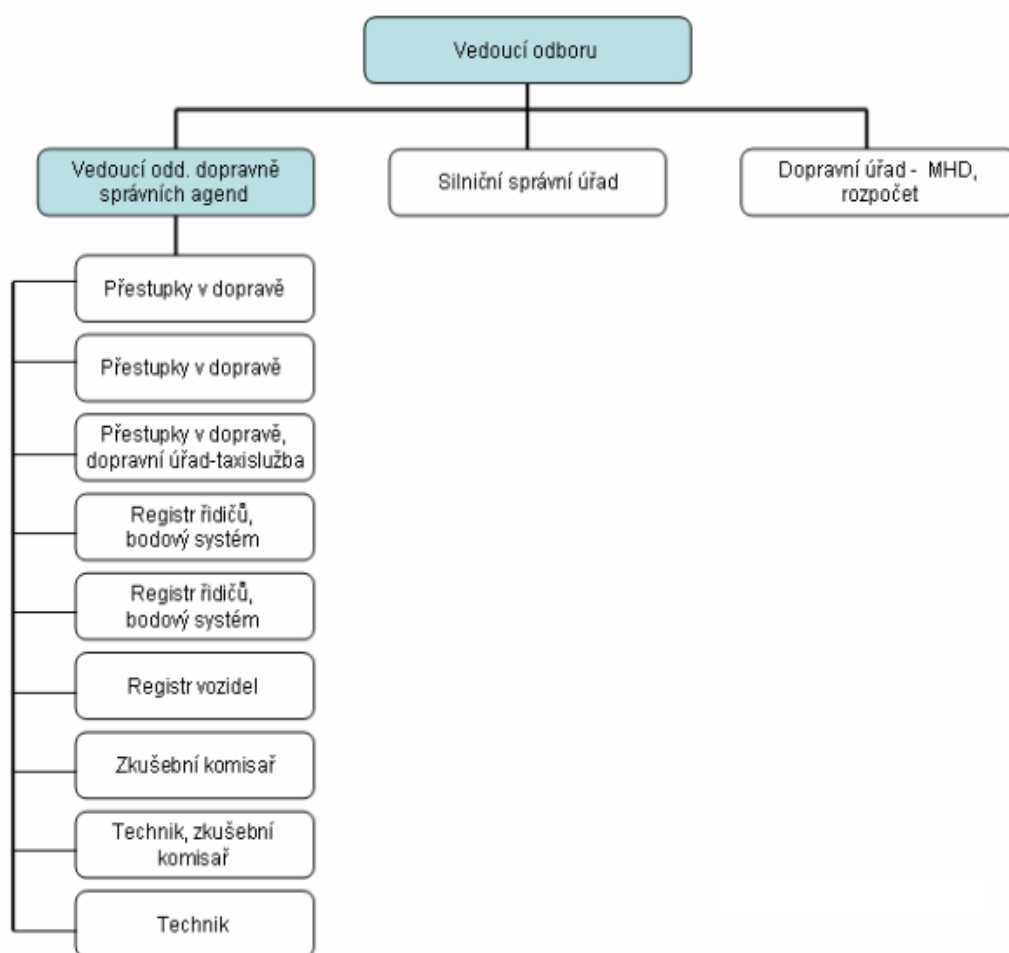 Vedoucí odboru
Vedoucí odd. dopravně
správních agend
Silniční správní úřad
Dopravní úřad - MHD,
rozpočet
Přestupky v dopravě
Přestupky v dopravě
Přestupky v dopravě,
dopravní úřad-taxislužba
Registr řidičů,
bodový systém
Registr řidičů,
bodový systém
Registr vozidel
Zkušební komisař
Technik, zkušební
komisař
Technik